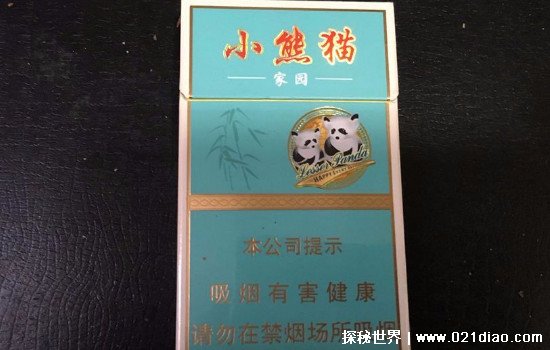 小熊猫
家园
Lesser Panda
本公司提示
吸烟有害健康
请勿在禁烟场所吸烟
探秘世界 | www.021diao.com